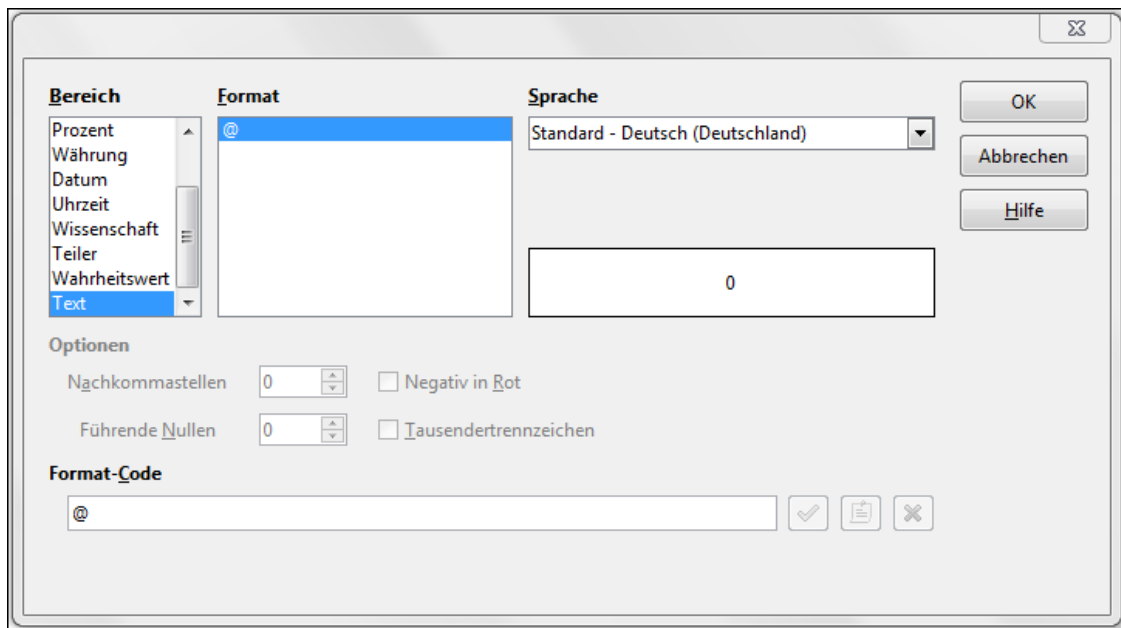 Bereich
Format
Sprache
Prozent
Währung
Datum
Uhrzeit
Wissenschaft
Teiler
Wahrheitswert
Text
@
Standard - Deutsch (Deutschland)
0
OK
Abbrechen
Hilfe
Optionen
Nachkommastellen 0 Negativ in Rot
Führende Nullen 0 Tausendertrennzeichen
Format-Code
@